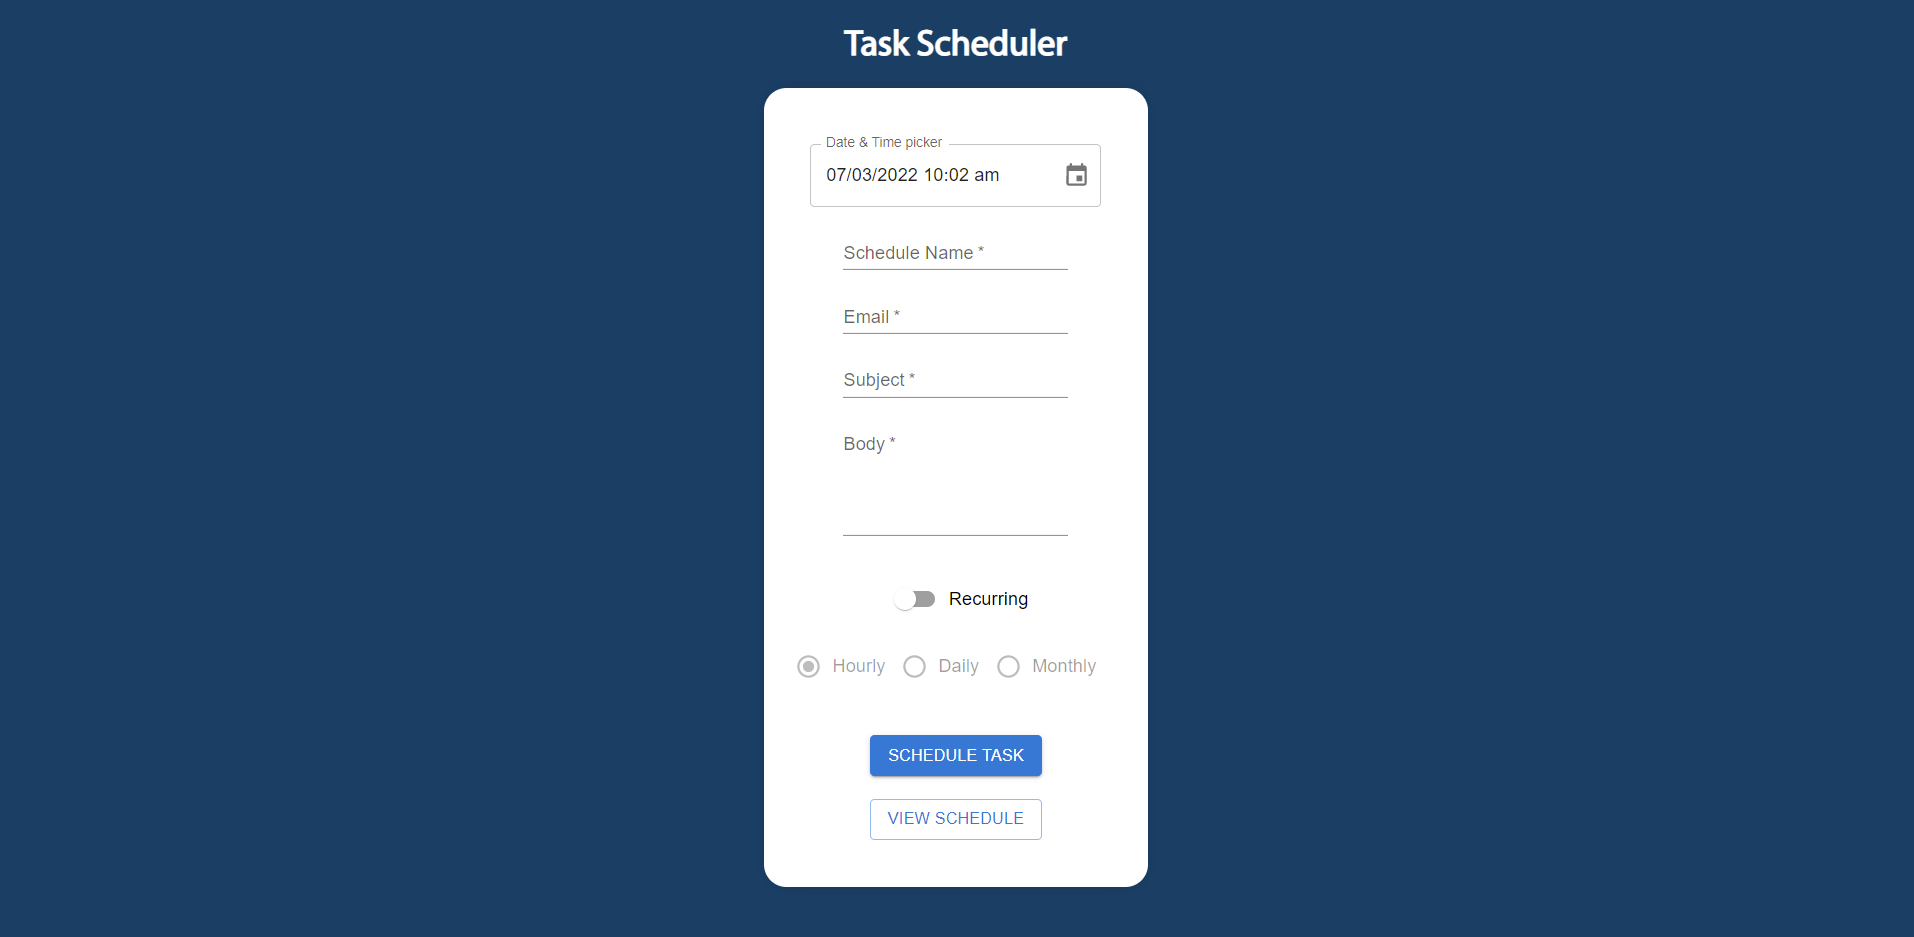 Task Scheduler
Date & Time picker
07/03/2022 10:02 am
Schedule Name *
Email *
Subject *
Body *
Recurring
Hourly Daily Monthly
SCHEDULE TASK
VIEW SCHEDULE